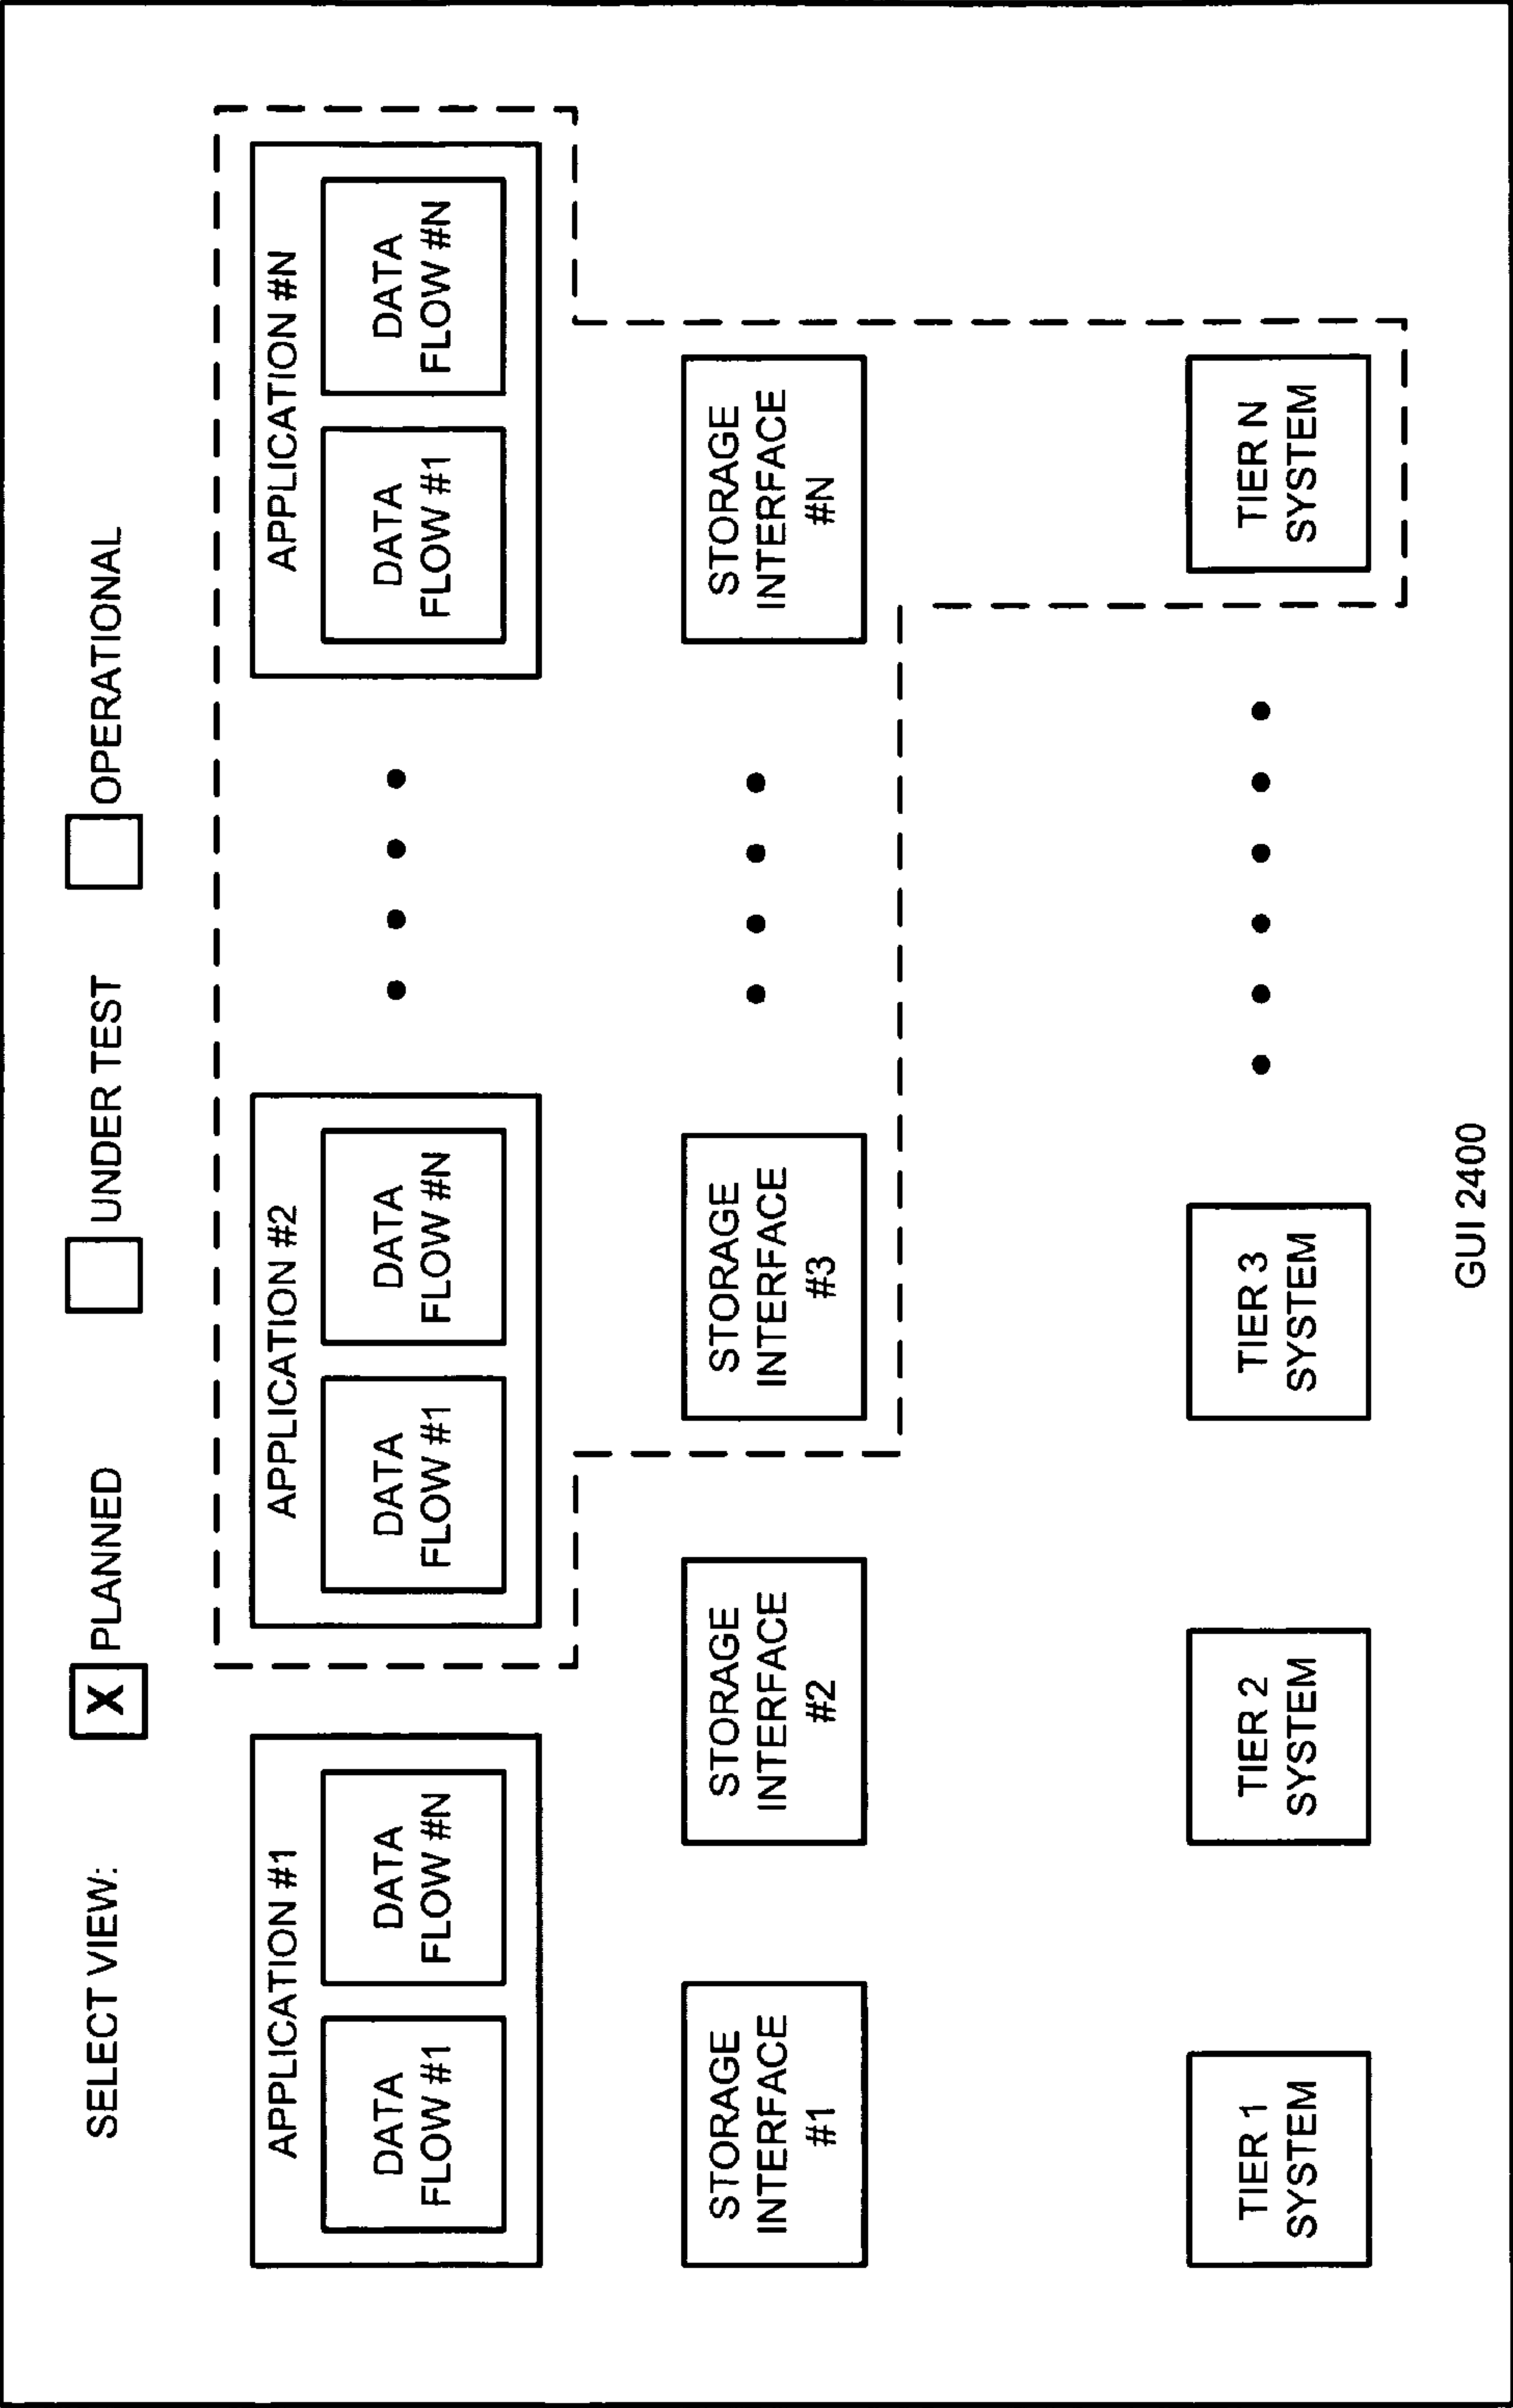 SELECT VIEW:
X PLANNED
UNDER TEST
OPERATIONAL
APPLICATION #1
DATA
FLOW #1
DATA
FLOW #N
APPLICATION #2
DATA
FLOW #1
DATA
FLOW #N
APPLICATION #N
DATA
FLOW #1
DATA
FLOW #N
STORAGE
INTERFACE
#1
STORAGE
INTERFACE
#2
STORAGE
INTERFACE
#3
STORAGE
INTERFACE
#N
TIER 1
SYSTEM
TIER 2
SYSTEM
TIER 3
SYSTEM
TIER N
SYSTEM
GUI 2400